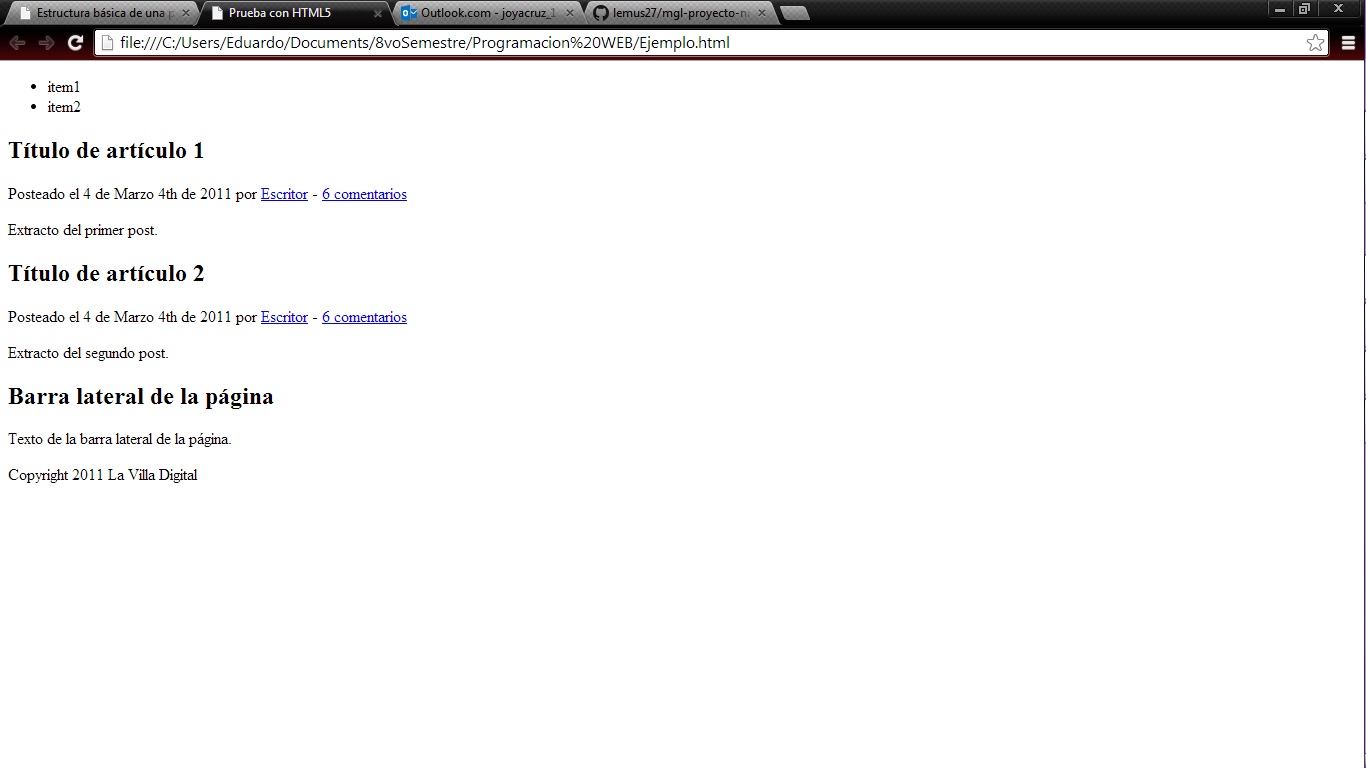 Estructura básica de una
Prueba con HTML5
Outlook.com - joyacruz_1
lemus27/mgl-proyecto-n
file:///C:/Users/Eduardo/Documents/8voSemestre/Programacion%20WEB/Ejemplo.html
• item1
• item2
Título de artículo 1
Posteado el 4 de Marzo 4th de 2011 por Escritor - 6 comentarios
Extracto del primer post.
Título de artículo 2
Posteado el 4 de Marzo 4th de 2011 por Escritor - 6 comentarios
Extracto del segundo post.
Barra lateral de la página
Texto de la barra lateral de la página.
Copyright 2011 La Villa Digital